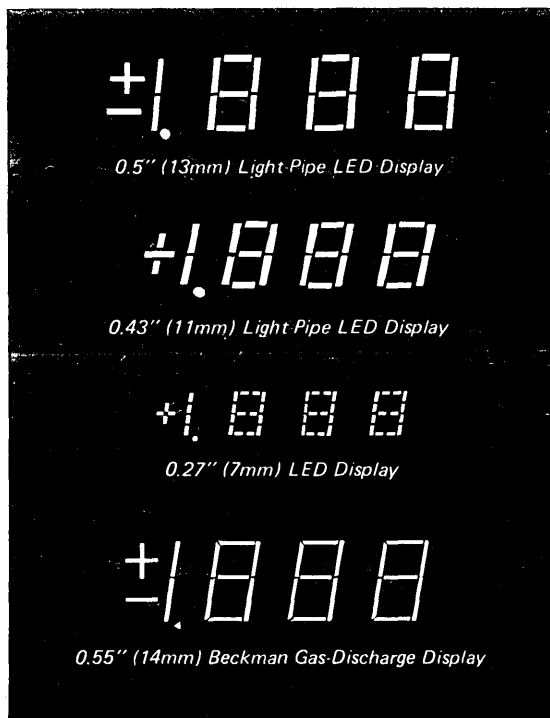 ±1.888
0.5″ (13mm) Light-Pipe LED Display
+1.888
0.43″ (11mm) Light-Pipe LED Display
+1.888
0.27″ (7mm) LED Display
±1.888
0.55″ (14mm) Beckman Gas-Discharge Display